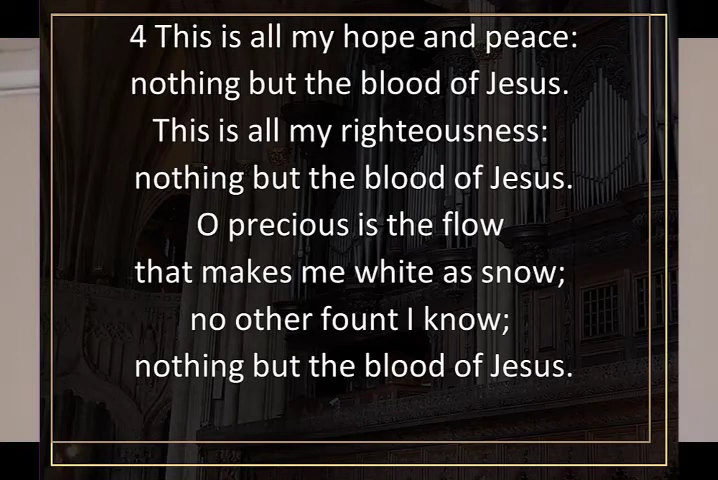 4 This is all my hope and peace:
nothing but the blood of Jesus.
This is all my righteousness:
nothing but the blood of Jesus.
O precious is the flow
that makes me white as snow;
no other fount I know;
nothing but the blood of Jesus.